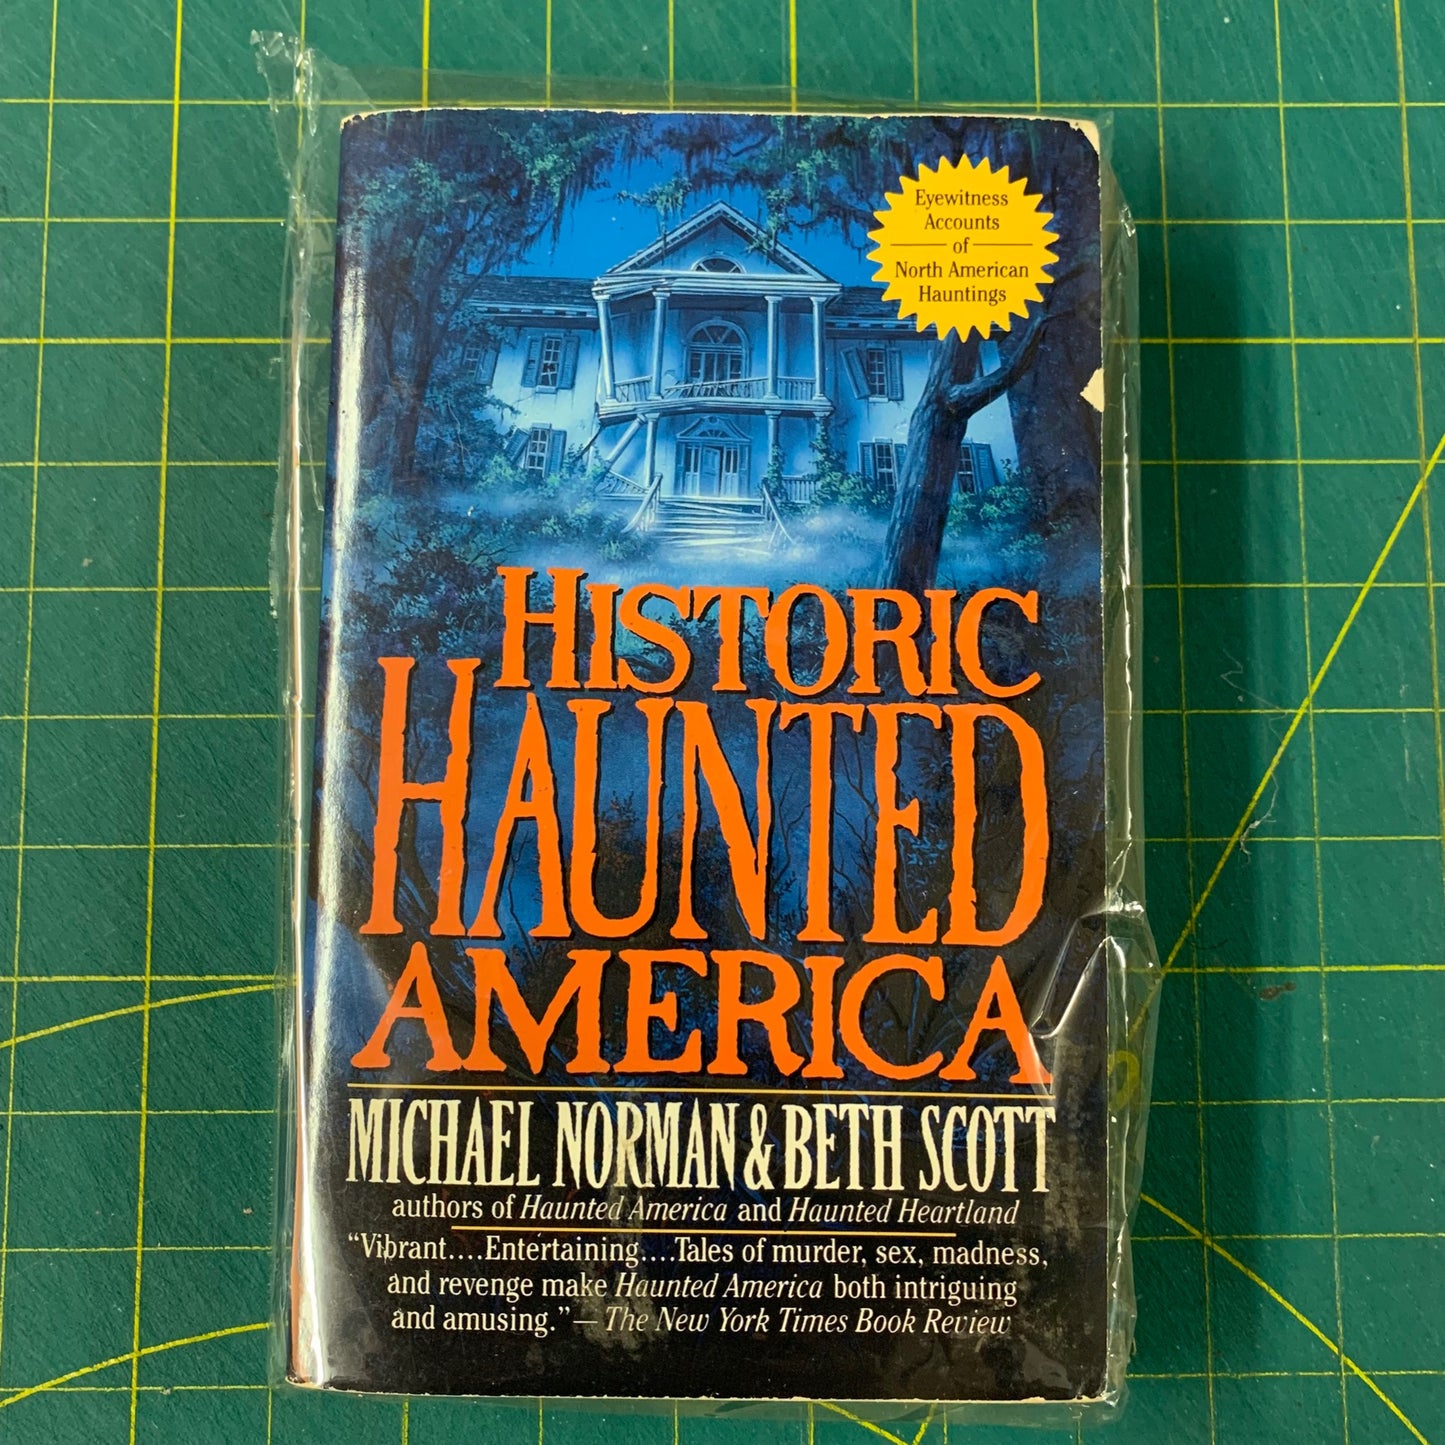 Eyewitness
Accounts
of
North American
Hauntings
HISTORIC
HAUNTED
AMERICA
MICHAEL NORMAN & BETH SCOTT
authors of Haunted America and Haunted Heartland
“Vibrant....Entertaining....Tales of murder, sex, madness,
and revenge make Haunted America both intriguing
and amusing.”—The New York Times Book Review